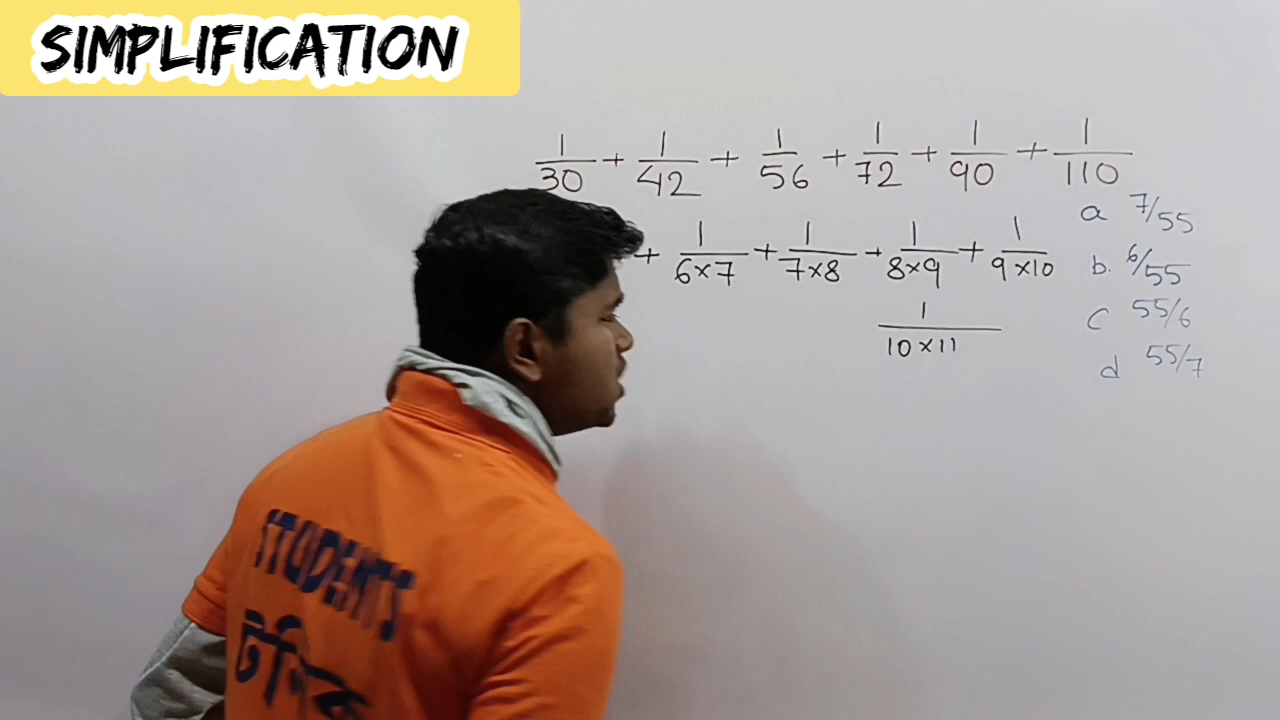 SIMPLIFICATION
1/30 + 1/42 + 1/56 + 1/72 + 1/90 + 1/110
+ 1/6×7 + 1/7×8 + 1/8×9 + 1/9×10
1/10×11
a 7/55
b. 6/55
c 55/6
d 55/7
STUDENTS
টনিক